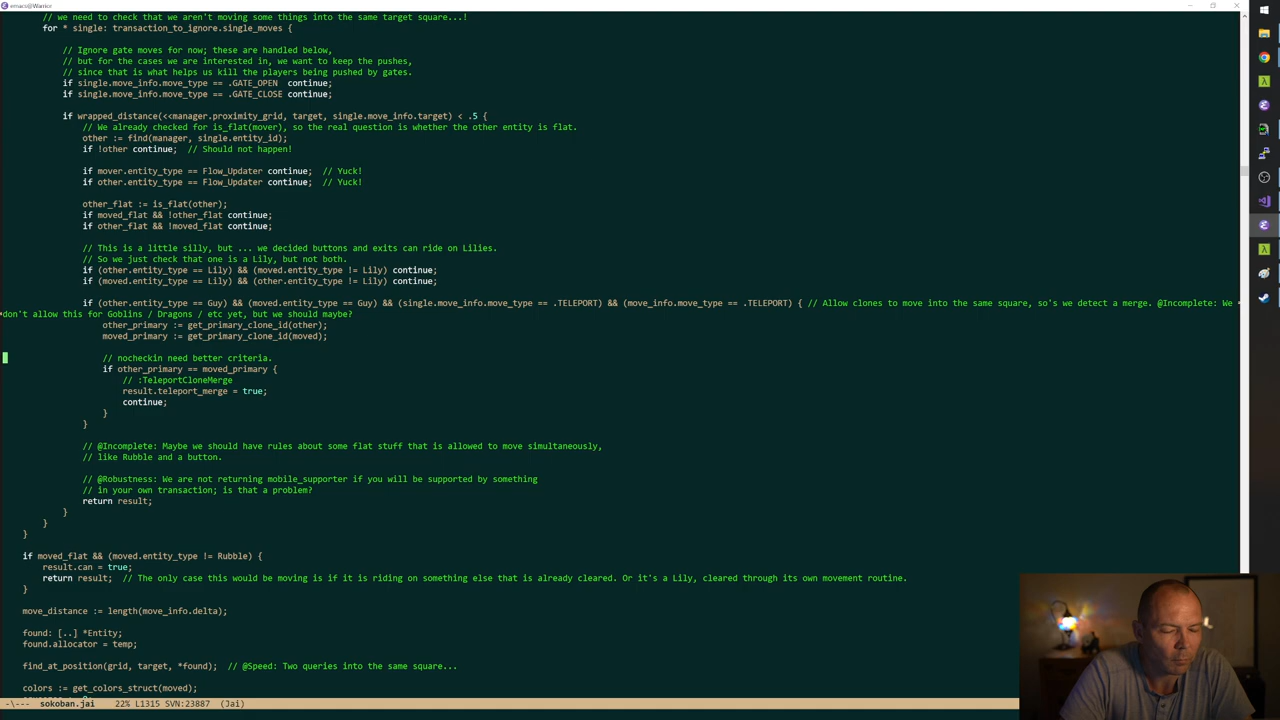 emacs@Warrior
// we need to check that we aren't moving some things into the same target square...!
for * single: transaction_to_ignore.single_moves {
// Ignore gate moves for now; these are handled below,
// but for the cases we are interested in, we want to keep the pushes,
// since that is what helps us kill the players being pushed by gates.
if single.move_info.move_type == .GATE_OPEN  continue;
if single.move_info.move_type == .GATE_CLOSE continue;
if wrapped_distance(<<manager.proximity_grid, target, single.move_info.target) < .5 {
// We already checked for is_flat(mover), so the real question is whether the other entity is flat.
other := find(manager, single.entity_id);
if !other continue;  // Should not happen!
if mover.entity_type == Flow_Updater continue;  // Yuck!
if other.entity_type == Flow_Updater continue;  // Yuck!
other_flat := is_flat(other);
if moved_flat && !other_flat continue;
if other_flat && !moved_flat continue;
// This is a little silly, but ... we decided buttons and exits can ride on Lilies.
// So we just check that one is a Lily, but not both.
if (other.entity_type == Lily) && (moved.entity_type != Lily) continue;
if (moved.entity_type == Lily) && (other.entity_type != Lily) continue;
if (other.entity_type == Guy) && (moved.entity_type == Guy) && (single.move_info.move_type == .TELEPORT) && (move_info.move_type == .TELEPORT) { // Allow clones to move into the same square, so's we detect a merge. @Incomplete: We
don't allow this for Goblins / Dragons / etc yet, but we should maybe?
other_primary := get_primary_clone_id(other);
moved_primary := get_primary_clone_id(moved);
// nocheckin need better criteria.
if other_primary == moved_primary {
// :TeleportCloneMerge
result.teleport_merge = true;
continue;
}
}
// @Incomplete: Maybe we should have rules about some flat stuff that is allowed to move simultaneously,
// like Rubble and a button.
// @Robustness: We are not returning mobile_supporter if you will be supported by something
// in your own transaction; is that a problem?
return result;
}
}
}
if moved_flat && (moved.entity_type != Rubble) {
result.can = true;
return result;  // The only case this would be moving is if it is riding on something else that is already cleared. Or it's a Lily, cleared through its own movement routine.
}
move_distance := length(move_info.delta);
found: [..] *Entity;
found.allocator = temp;
find_at_position(grid, target, *found);  // @Speed: Two queries into the same square...
colors := get_colors_struct(moved);
-\---  sokoban.jai    22% L1315 SVN:23887  (Jai)